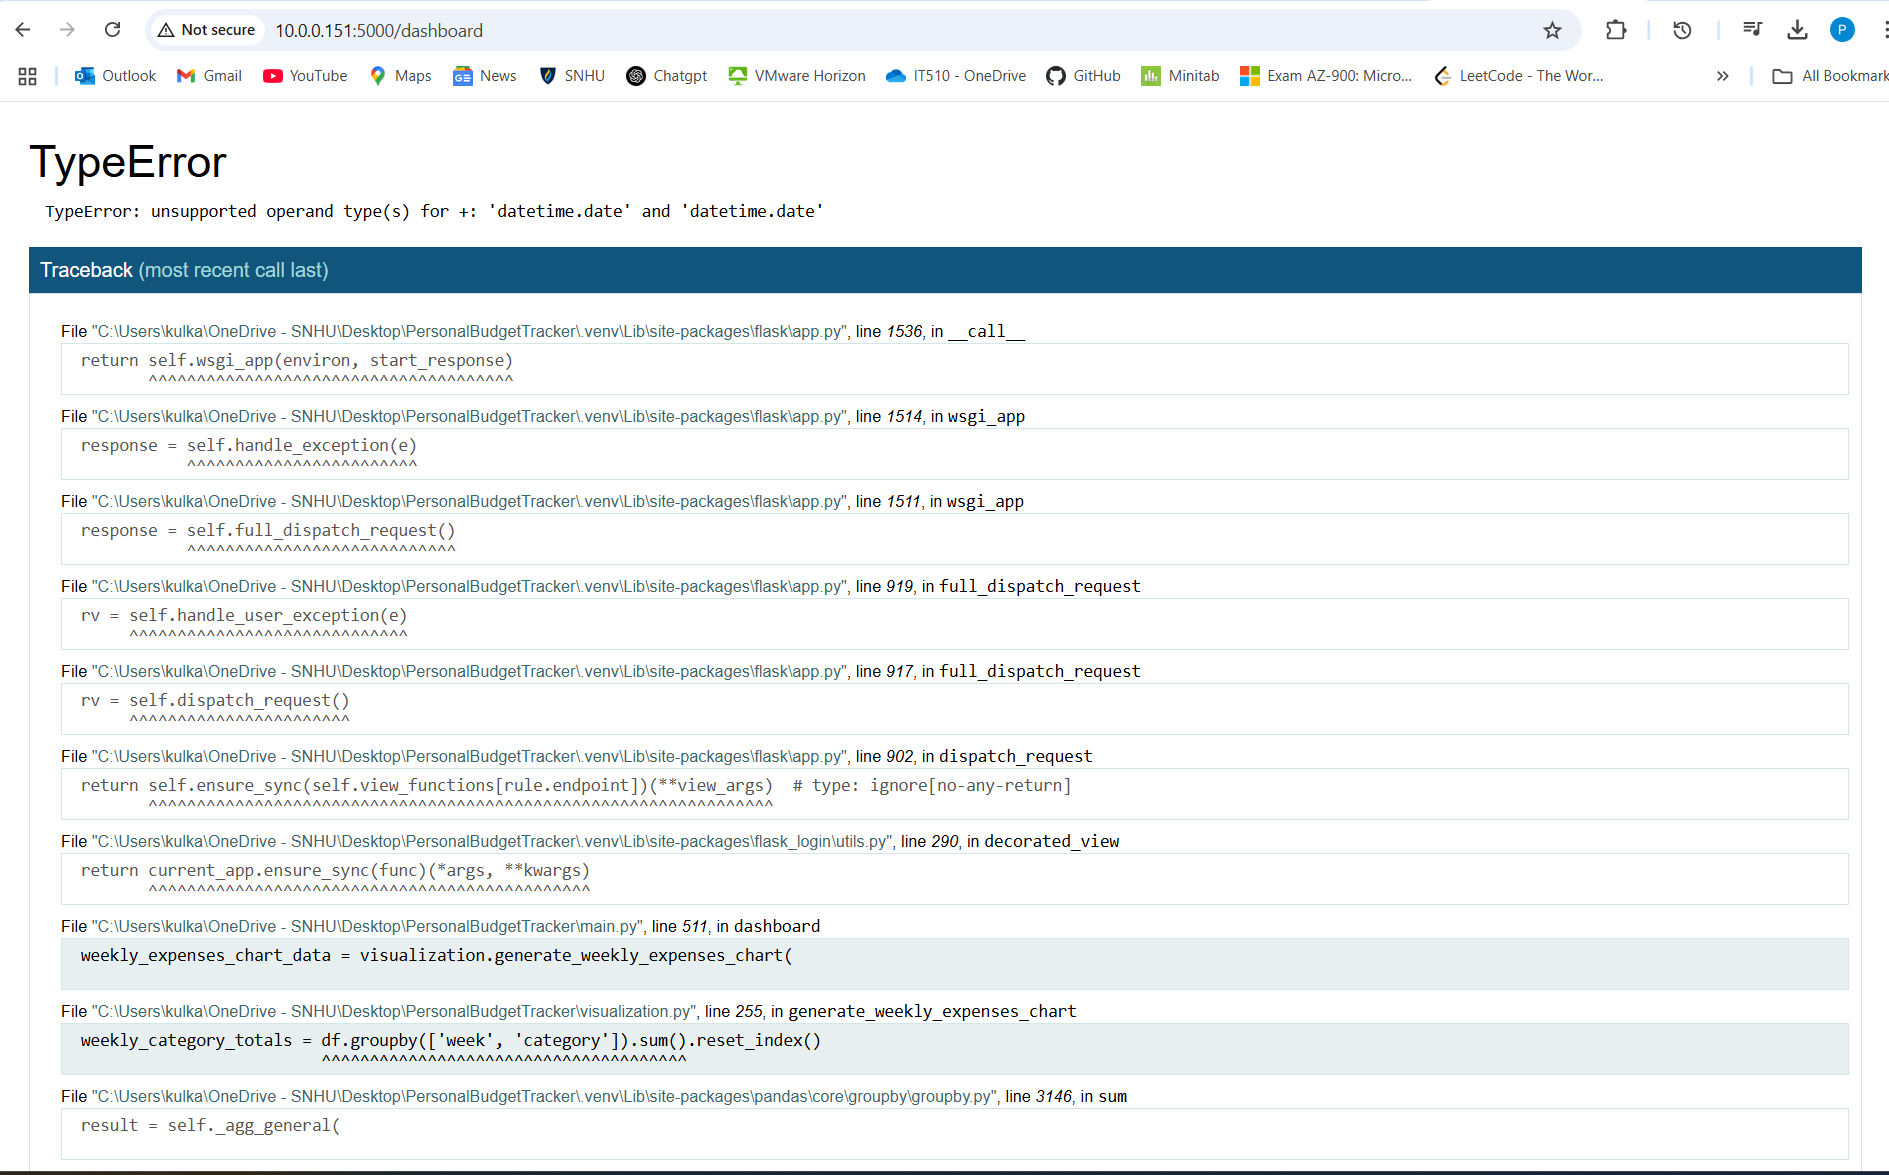 Not secure 10.0.0.151:5000/dashboard P
Outlook Gmail YouTube Maps News SNHU Chatgpt VMware Horizon IT510 - OneDrive GitHub Minitab Exam AZ-900: Micro... LeetCode - The Wor... » All Bookmark
TypeError
TypeError: unsupported operand type(s) for +: 'datetime.date' and 'datetime.date'
Traceback (most recent call last)
File "C:\Users\kulka\OneDrive - SNHU\Desktop\PersonalBudgetTracker\.venv\Lib\site-packages\flask\app.py", line 1536, in __call__
return self.wsgi_app(environ, start_response)
^^^^^^^^^^^^^^^^^^^^^^^^^^^^^^^^^^^^^^
File "C:\Users\kulka\OneDrive - SNHU\Desktop\PersonalBudgetTracker\.venv\Lib\site-packages\flask\app.py", line 1514, in wsgi_app
response = self.handle_exception(e)
^^^^^^^^^^^^^^^^^^^^^^^^
File "C:\Users\kulka\OneDrive - SNHU\Desktop\PersonalBudgetTracker\.venv\Lib\site-packages\flask\app.py", line 1511, in wsgi_app
response = self.full_dispatch_request()
^^^^^^^^^^^^^^^^^^^^^^^^^^^^
File "C:\Users\kulka\OneDrive - SNHU\Desktop\PersonalBudgetTracker\.venv\Lib\site-packages\flask\app.py", line 919, in full_dispatch_request
rv = self.handle_user_exception(e)
^^^^^^^^^^^^^^^^^^^^^^^^^^^^^
File "C:\Users\kulka\OneDrive - SNHU\Desktop\PersonalBudgetTracker\.venv\Lib\site-packages\flask\app.py", line 917, in full_dispatch_request
rv = self.dispatch_request()
^^^^^^^^^^^^^^^^^^^^^^^
File "C:\Users\kulka\OneDrive - SNHU\Desktop\PersonalBudgetTracker\.venv\Lib\site-packages\flask\app.py", line 902, in dispatch_request
return self.ensure_sync(self.view_functions[rule.endpoint])(**view_args)  # type: ignore[no-any-return]
^^^^^^^^^^^^^^^^^^^^^^^^^^^^^^^^^^^^^^^^^^^^^^^^^^^^^^^^^^^^^^^^^
File "C:\Users\kulka\OneDrive - SNHU\Desktop\PersonalBudgetTracker\.venv\Lib\site-packages\flask_login\utils.py", line 290, in decorated_view
return current_app.ensure_sync(func)(*args, **kwargs)
^^^^^^^^^^^^^^^^^^^^^^^^^^^^^^^^^^^^^^^^^^^^^^
File "C:\Users\kulka\OneDrive - SNHU\Desktop\PersonalBudgetTracker\main.py", line 511, in dashboard
weekly_expenses_chart_data = visualization.generate_weekly_expenses_chart(
File "C:\Users\kulka\OneDrive - SNHU\Desktop\PersonalBudgetTracker\visualization.py", line 255, in generate_weekly_expenses_chart
weekly_category_totals = df.groupby(['week', 'category']).sum().reset_index()
^^^^^^^^^^^^^^^^^^^^^^^^^^^^^^^^^^^^^^
File "C:\Users\kulka\OneDrive - SNHU\Desktop\PersonalBudgetTracker\.venv\Lib\site-packages\pandas\core\groupby\groupby.py", line 3146, in sum
result = self._agg_general(